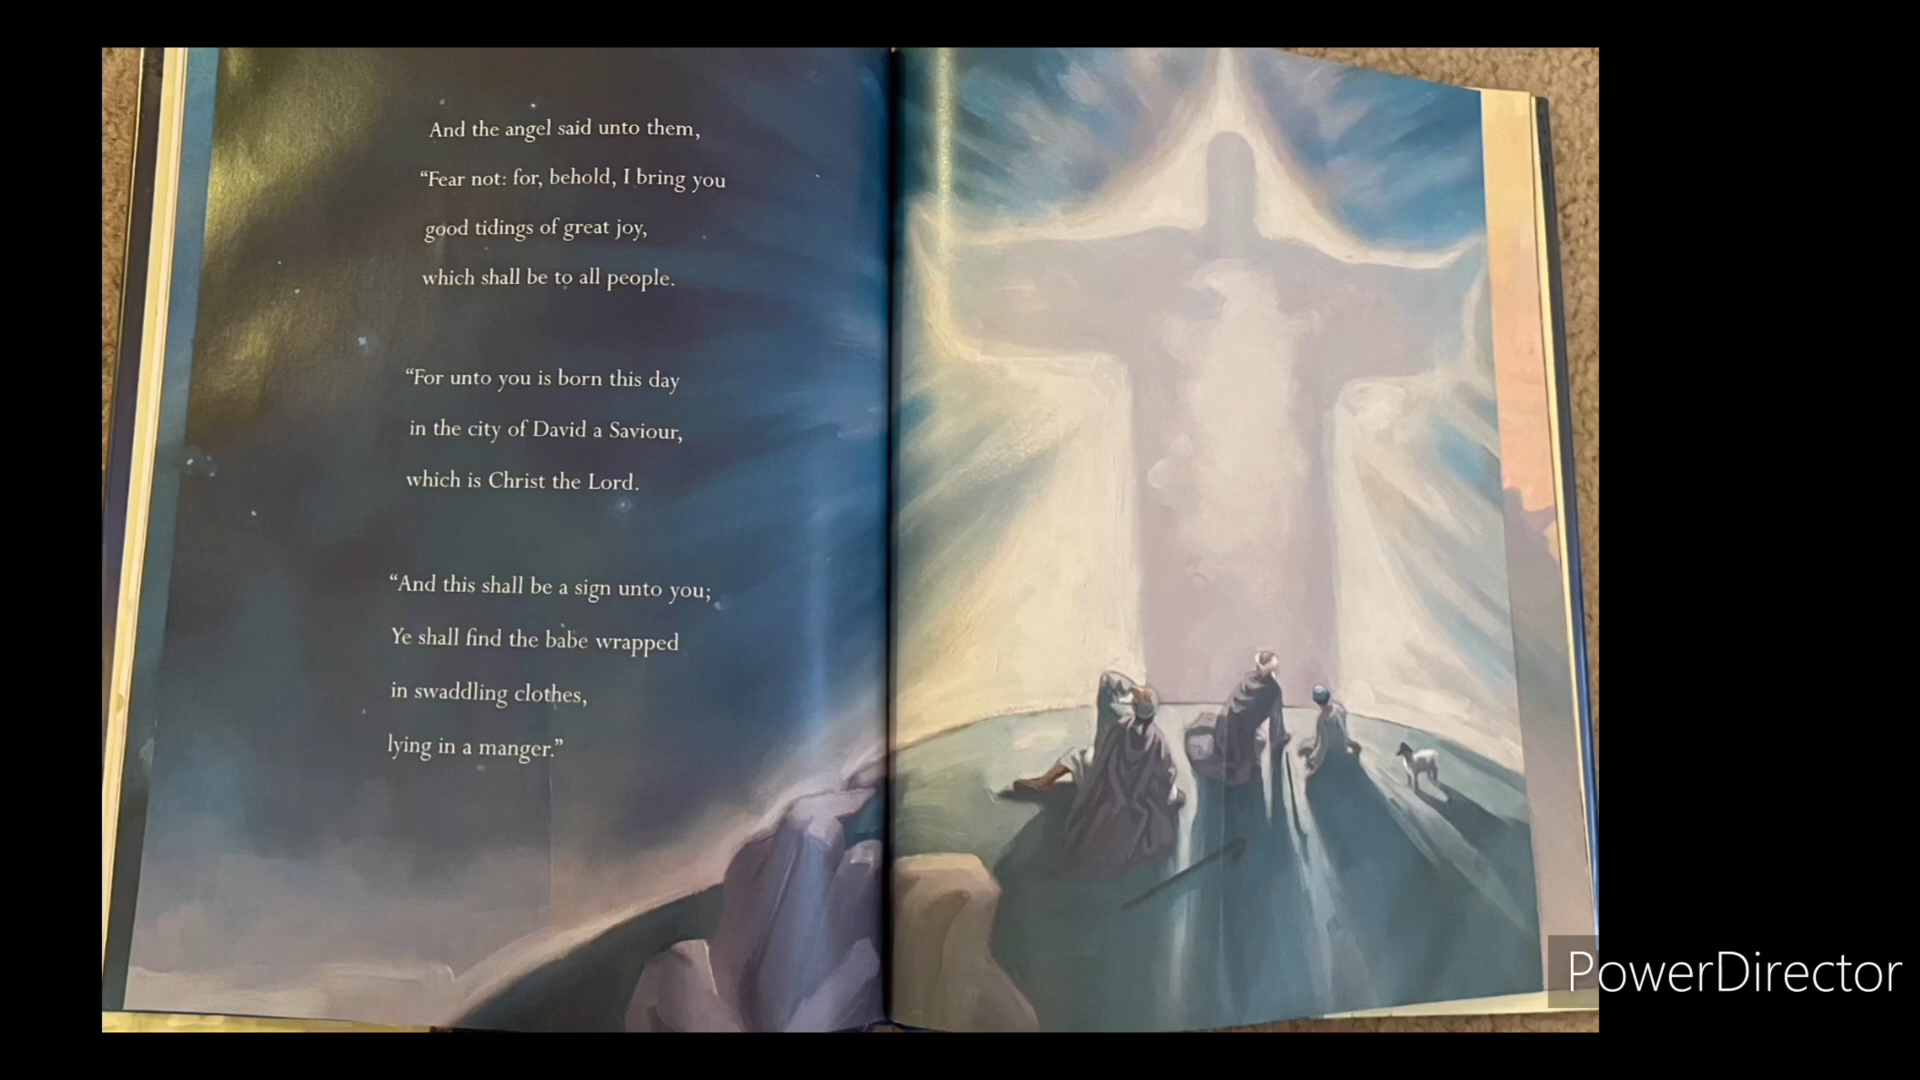 And the angel said unto them,
“Fear not: for, behold, I bring you
good tidings of great joy,
which shall be to all people.
“For unto you is born this day
in the city of David a Saviour,
which is Christ the Lord.
“And this shall be a sign unto you;
Ye shall find the babe wrapped
in swaddling clothes,
lying in a manger.”
PowerDirector